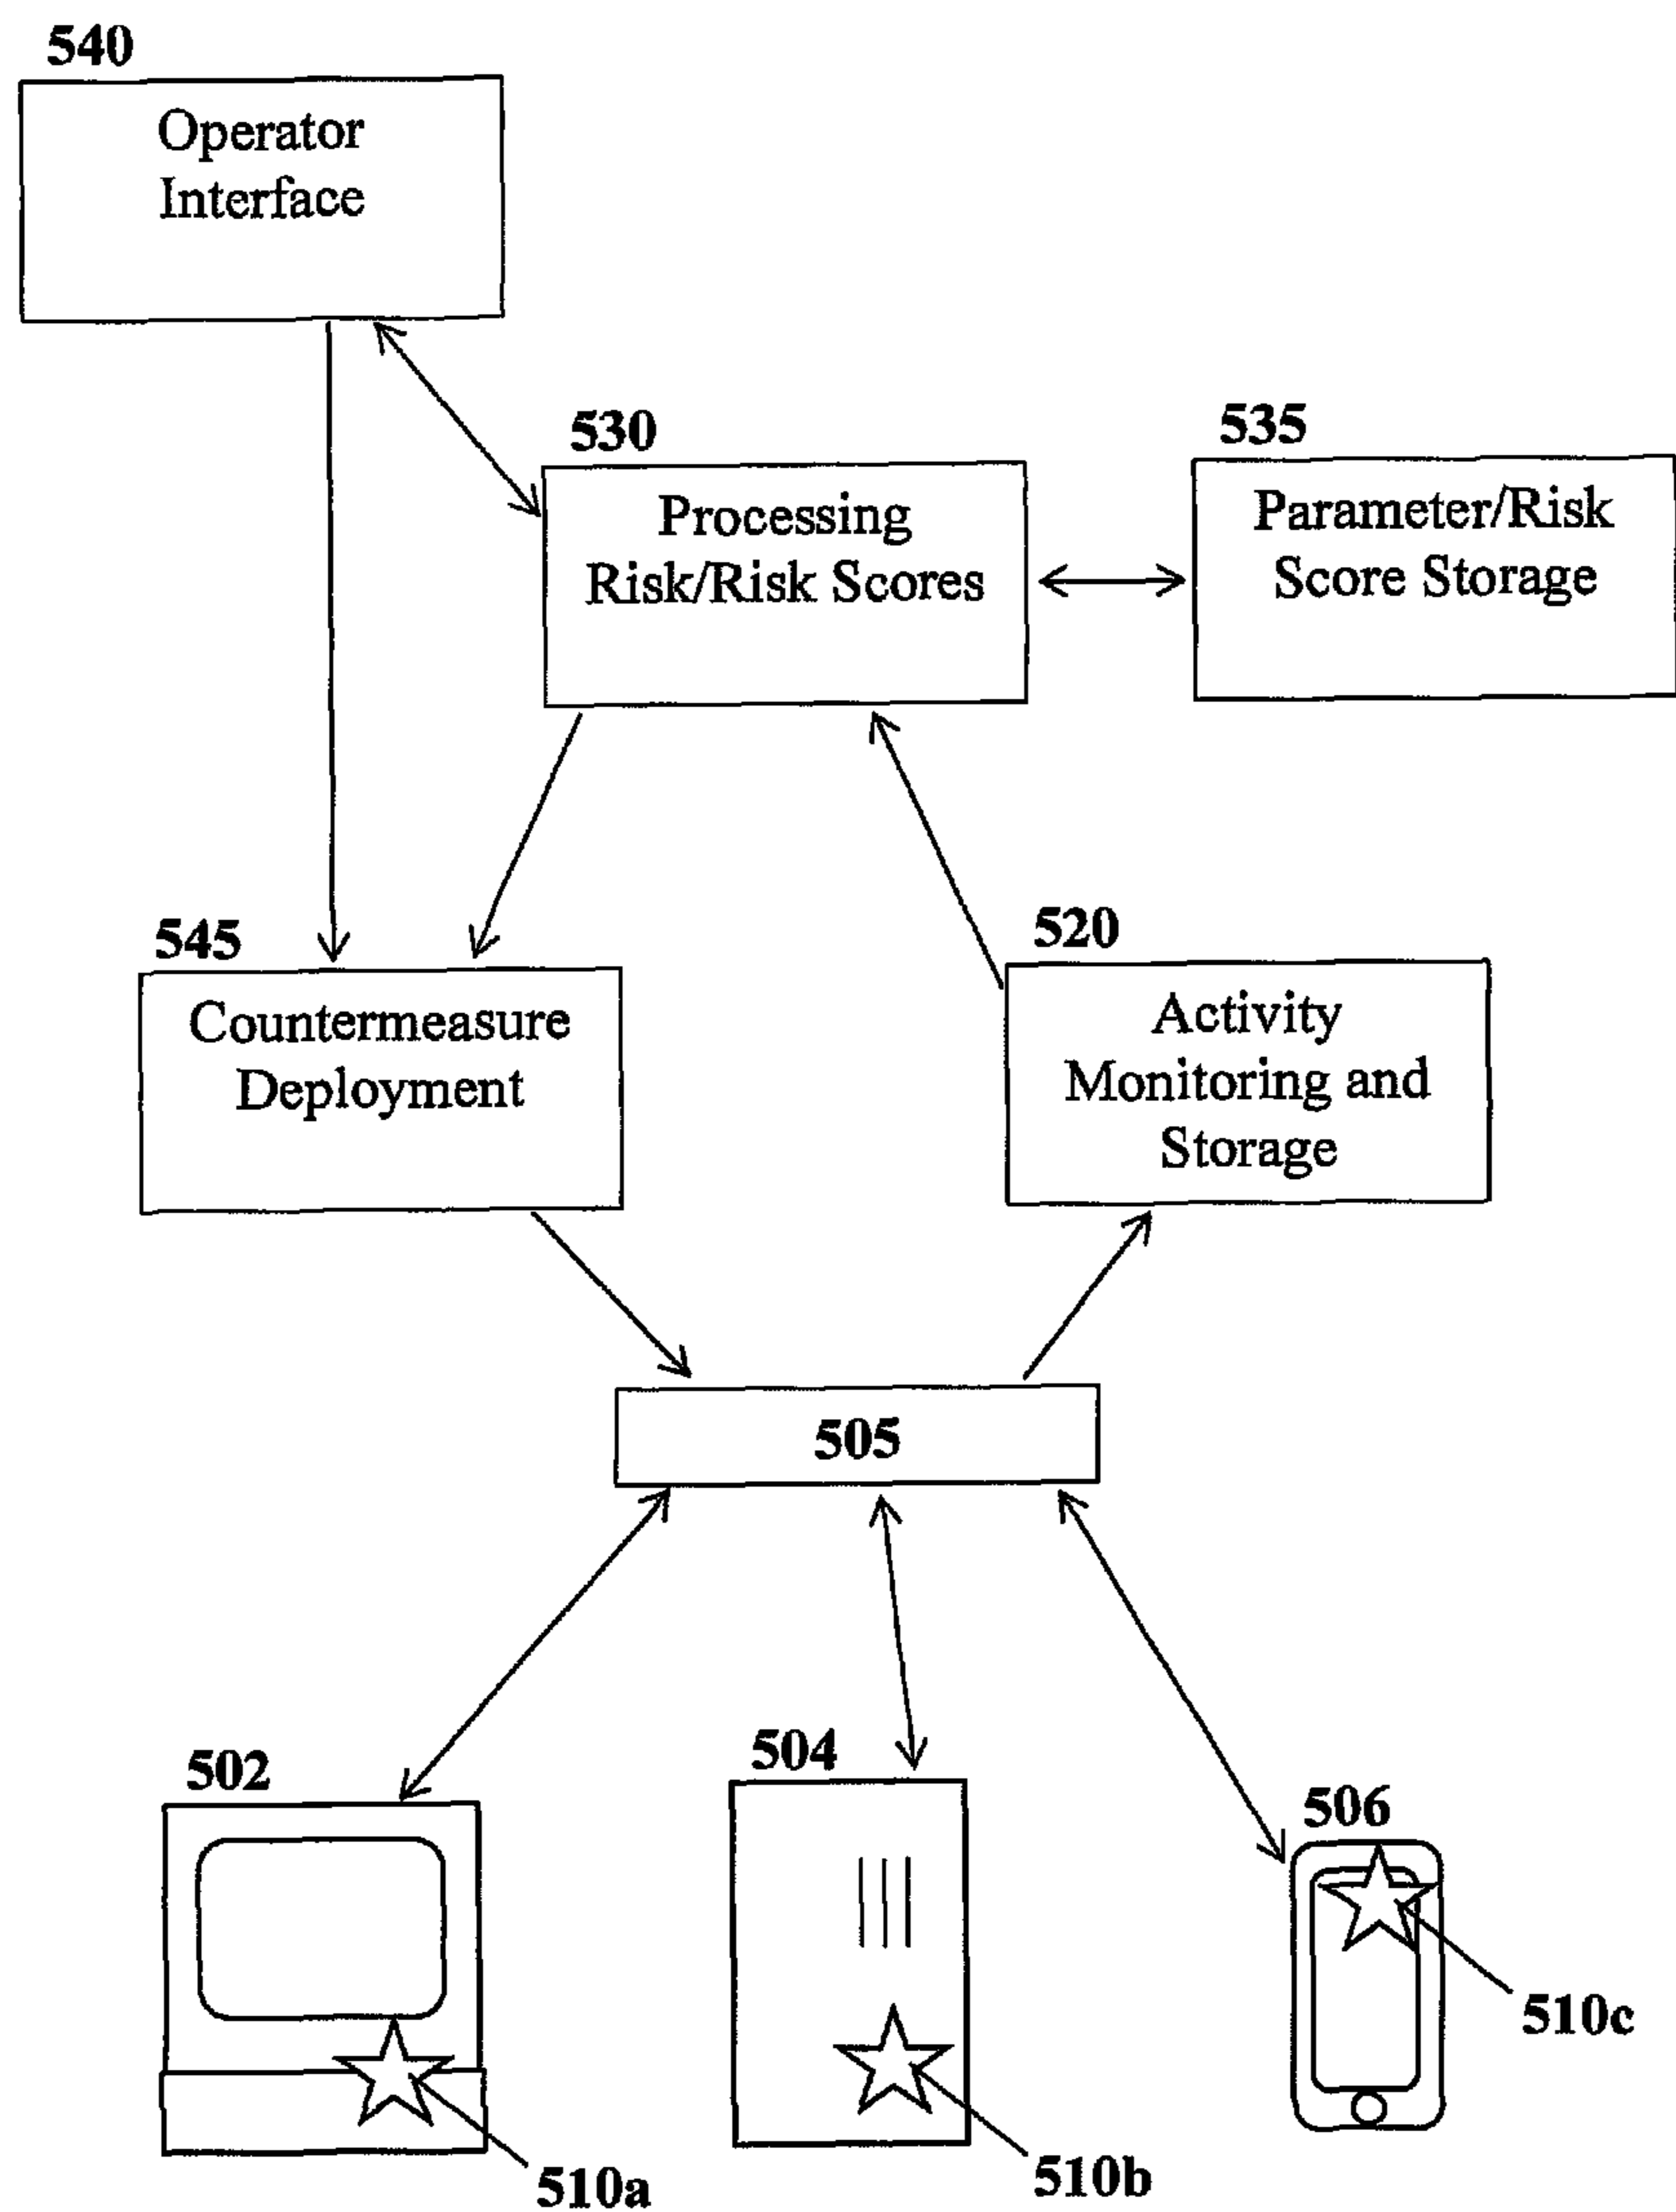 540
Operator
Interface
530
Processing
Risk/Risk Scores
535
Parameter/Risk
Score Storage
545
Countermeasure
Deployment
520
Activity
Monitoring and
Storage
505
502
504
506
510a
510b
510c